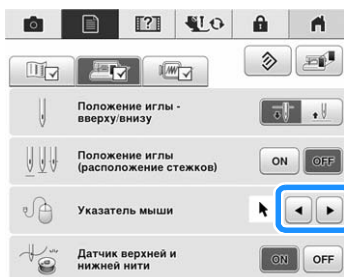 Положение иглы -
вверху/внизу
Положение иглы
(расположение стежков)
ON OFF
Указатель мыши
Датчик верхней и
нижней нити
ON OFF